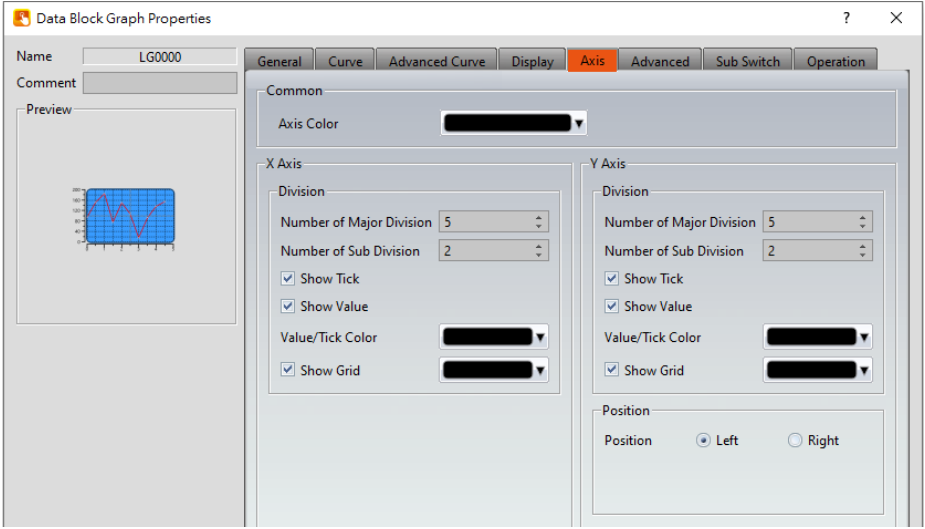 Data Block Graph Properties ? ×
Name LG0000
Comment
Preview
General Curve Advanced Curve Display Axis Advanced Sub Switch Operation
Common
Axis Color
X Axis
Division
Number of Major Division 5
Number of Sub Division 2
Show Tick
Show Value
Value/Tick Color
Show Grid
Y Axis
Division
Number of Major Division 5
Number of Sub Division 2
Show Tick
Show Value
Value/Tick Color
Show Grid
Position
Position Left Right